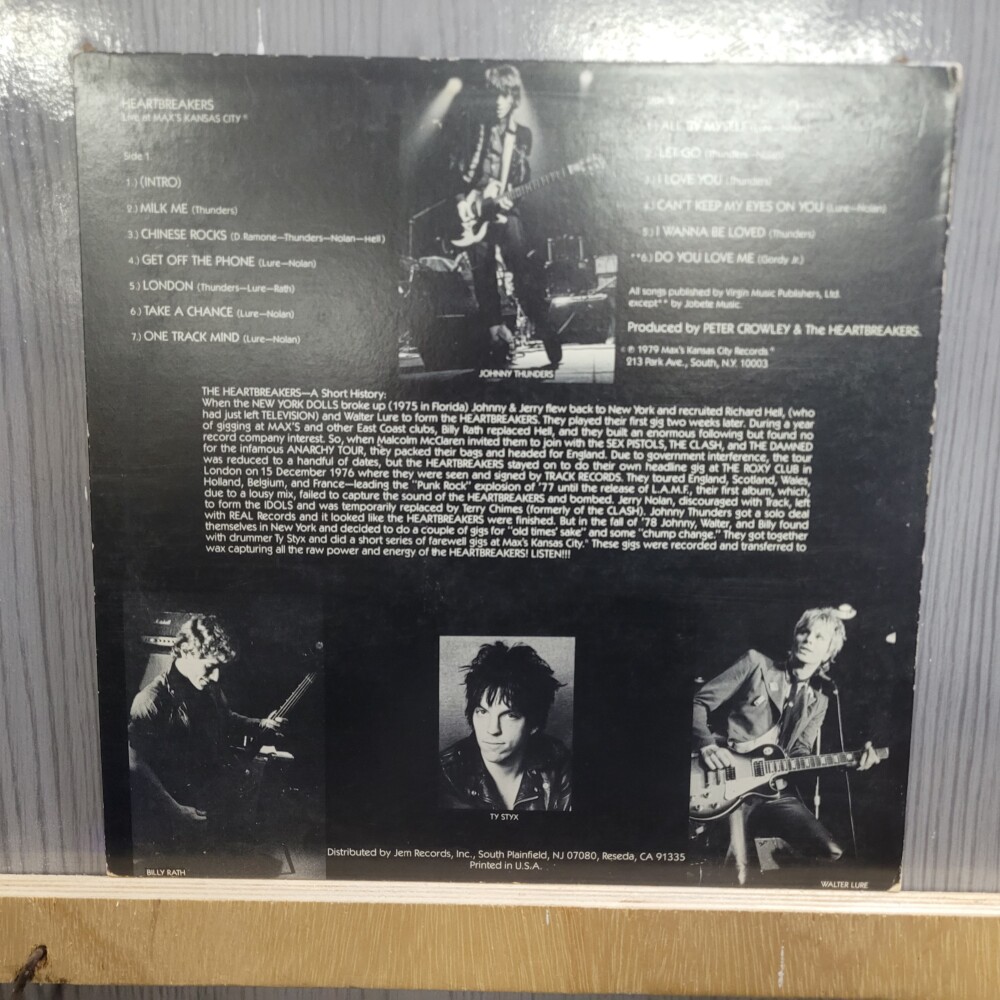 HEARTBREAKERS
Live at MAX'S KANSAS CITY®
Side 1
1.) (INTRO)
2.) MILK ME (Thunders)
3.) CHINESE ROCKS (D. Ramone—Thunders—Nolan—Hell)
4.) GET OFF THE PHONE (Lure—Nolan)
5.) LONDON (Thunders—Lure—Rath)
6.) TAKE A CHANCE (Lure—Nolan)
7.) ONE TRACK MIND (Lure—Nolan)
JOHNNY THUNDERS
1.) ALL BY MYSELF (Lure—Nolan)
2.) LET GO (Thunders—Nolan)
3.) I LOVE YOU (Thunders)
4.) CAN'T KEEP MY EYES ON YOU (Lure—Nolan)
5.) I WANNA BE LOVED (Thunders)
**6.) DO YOU LOVE ME (Gordy Jr.)
All songs published by Virgin Music Publishers, Ltd.
except** by Jobete Music.
Produced by PETER CROWLEY & The HEARTBREAKERS.
© ℗ 1979 Max's Kansas City Records®
213 Park Ave., South, N.Y. 10003
THE HEARTBREAKERS—A Short History:
When the NEW YORK DOLLS broke up (1975 in Florida) Johnny & Jerry flew back to New York and recruited Richard Hell, (who
had just left TELEVISION) and Walter Lure to form the HEARTBREAKERS. They played their first gig two weeks later. During a year
of gigging at MAX'S and other East Coast clubs, Billy Rath replaced Hell, and they built an enormous following but found no
record company interest. So, when Malcolm McClaren invited them to join with the SEX PISTOLS, THE CLASH, and THE DAMNED
for the infamous ANARCHY TOUR, they packed their bags and headed for England. Due to government interference, the tour
was reduced to a handful of dates, but the HEARTBREAKERS stayed on to do their own headline gig at THE ROXY CLUB in
London on 15 December 1976 where they were seen and signed by TRACK RECORDS. They toured England, Scotland, Wales,
Holland, Belgium, and France—leading the "Punk Rock" explosion of '77 until the release of L.A.M.F., their first album, which,
due to a lousy mix, failed to capture the sound of the HEARTBREAKERS and bombed. Jerry Nolan, discouraged with Track, left
to form the IDOLS and was temporarily replaced by Terry Chimes (formerly of the CLASH). Johnny Thunders got a solo deal
with REAL Records and it looked like the HEARTBREAKERS were finished. But in the fall of '78 Johnny, Walter, and Billy found
themselves in New York and decided to do a couple of gigs for "old times' sake" and some "chump change." They got together
with drummer Ty Styx and did a short series of farewell gigs at Max's Kansas City.® These gigs were recorded and transferred to
wax capturing all the raw power and energy of the HEARTBREAKERS! LISTEN!!!
Marshall
BILLY RATH
TY STYX
WALTER LURE
Distributed by Jem Records, Inc., South Plainfield, NJ 07080, Reseda, CA 91335
Printed in U.S.A.